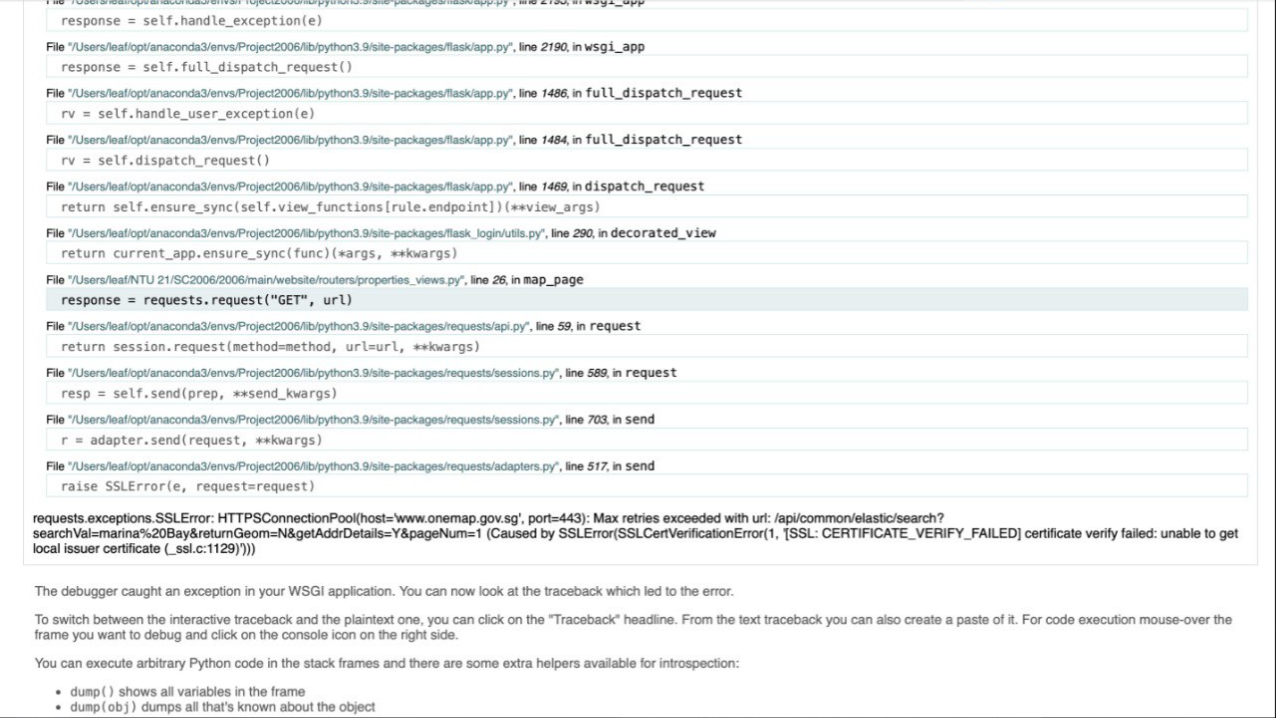 File "/Users/leaf/opt/anaconda3/envs/Project2006/lib/python3.9/site-packages/flask/app.py", line 2193, in wsgi_app
response = self.handle_exception(e)
File "/Users/leaf/opt/anaconda3/envs/Project2006/lib/python3.9/site-packages/flask/app.py", line 2190, in wsgi_app
response = self.full_dispatch_request()
File "/Users/leaf/opt/anaconda3/envs/Project2006/lib/python3.9/site-packages/flask/app.py", line 1486, in full_dispatch_request
rv = self.handle_user_exception(e)
File "/Users/leaf/opt/anaconda3/envs/Project2006/lib/python3.9/site-packages/flask/app.py", line 1484, in full_dispatch_request
rv = self.dispatch_request()
File "/Users/leaf/opt/anaconda3/envs/Project2006/lib/python3.9/site-packages/flask/app.py", line 1469, in dispatch_request
return self.ensure_sync(self.view_functions[rule.endpoint])(**view_args)
File "/Users/leaf/opt/anaconda3/envs/Project2006/lib/python3.9/site-packages/flask_login/utils.py", line 290, in decorated_view
return current_app.ensure_sync(func)(*args, **kwargs)
File "/Users/leaf/NTU 21/SC2006/2006/main/website/routers/properties_views.py", line 26, in map_page
response = requests.request("GET", url)
File "/Users/leaf/opt/anaconda3/envs/Project2006/lib/python3.9/site-packages/requests/api.py", line 59, in request
return session.request(method=method, url=url, **kwargs)
File "/Users/leaf/opt/anaconda3/envs/Project2006/lib/python3.9/site-packages/requests/sessions.py", line 589, in request
resp = self.send(prep, **send_kwargs)
File "/Users/leaf/opt/anaconda3/envs/Project2006/lib/python3.9/site-packages/requests/sessions.py", line 703, in send
r = adapter.send(request, **kwargs)
File "/Users/leaf/opt/anaconda3/envs/Project2006/lib/python3.9/site-packages/requests/adapters.py", line 517, in send
raise SSLError(e, request=request)
requests.exceptions.SSLError: HTTPSConnectionPool(host='www.onemap.gov.sg', port=443): Max retries exceeded with url: /api/common/elastic/search?
searchVal=marina%20Bay&returnGeom=N&getAddrDetails=Y&pageNum=1 (Caused by SSLError(SSLCertVerificationError(1, '[SSL: CERTIFICATE_VERIFY_FAILED] certificate verify failed: unable to get
local issuer certificate (_ssl.c:1129)')))
The debugger caught an exception in your WSGI application. You can now look at the traceback which led to the error.
To switch between the interactive traceback and the plaintext one, you can click on the "Traceback" headline. From the text traceback you can also create a paste of it. For code execution mouse-over the
frame you want to debug and click on the console icon on the right side.
You can execute arbitrary Python code in the stack frames and there are some extra helpers available for introspection:
• dump() shows all variables in the frame
• dump(obj) dumps all that's known about the object